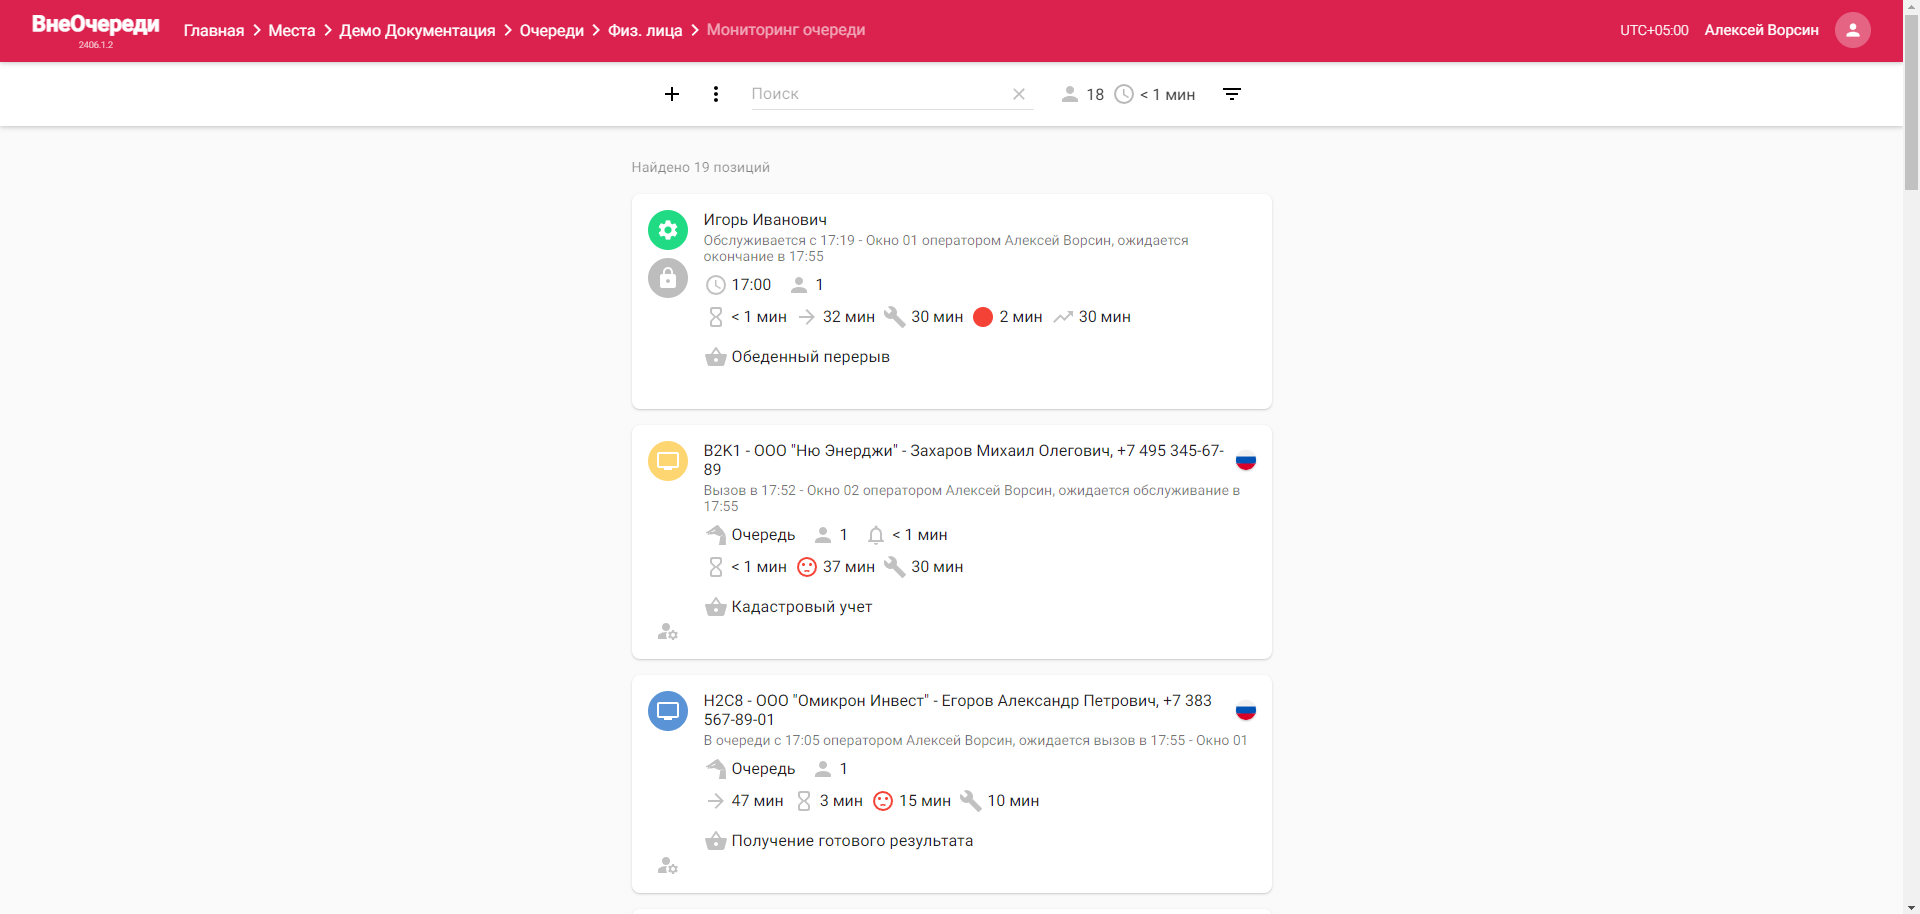 ВнеОчереди
2406.1.2
Главная > Места > Демо Документация > Очереди > Физ. лица > Мониторинг очереди
UTC+05:00 Алексей Ворсин
Поиск
18 < 1 мин
Найдено 19 позиций
Игорь Иванович
Обслуживается с 17:19 - Окно 01 оператором Алексей Ворсин, ожидается
окончание в 17:55
17:00 1
< 1 мин 32 мин 30 мин 2 мин 30 мин
Обеденный перерыв
B2K1 - ООО "Ню Энерджи" - Захаров Михаил Олегович, +7 495 345-67-
89
Вызов в 17:52 - Окно 02 оператором Алексей Ворсин, ожидается обслуживание в
17:55
Очередь 1 < 1 мин
< 1 мин 37 мин 30 мин
Кадастровый учет
H2C8 - ООО "Омикрон Инвест" - Егоров Александр Петрович, +7 383
567-89-01
В очереди с 17:05 оператором Алексей Ворсин, ожидается вызов в 17:55 - Окно 01
Очередь 1
47 мин 3 мин 15 мин 10 мин
Получение готового результата